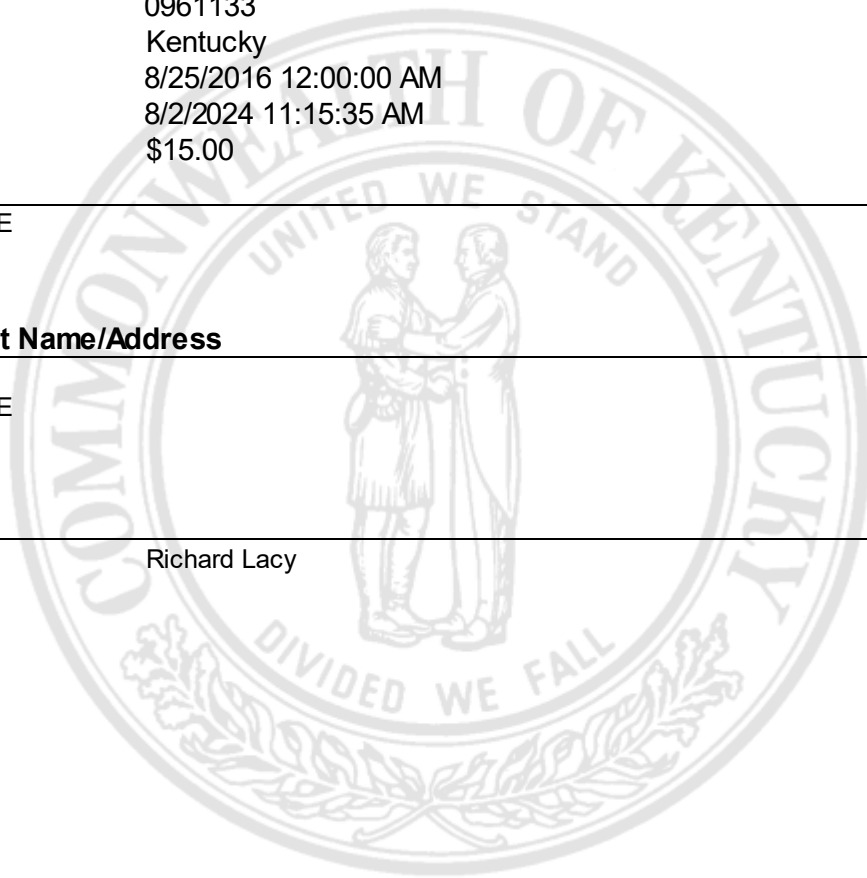 0961133
Kentucky
8/25/2016 12:00:00 AM
8/2/2024 11:15:35 AM
$15.00
E
t Name/Address
E
Richard Lacy
COMMONWEALTH OF KENTUCKY
UNITED WE STAND
DIVIDED WE FALL